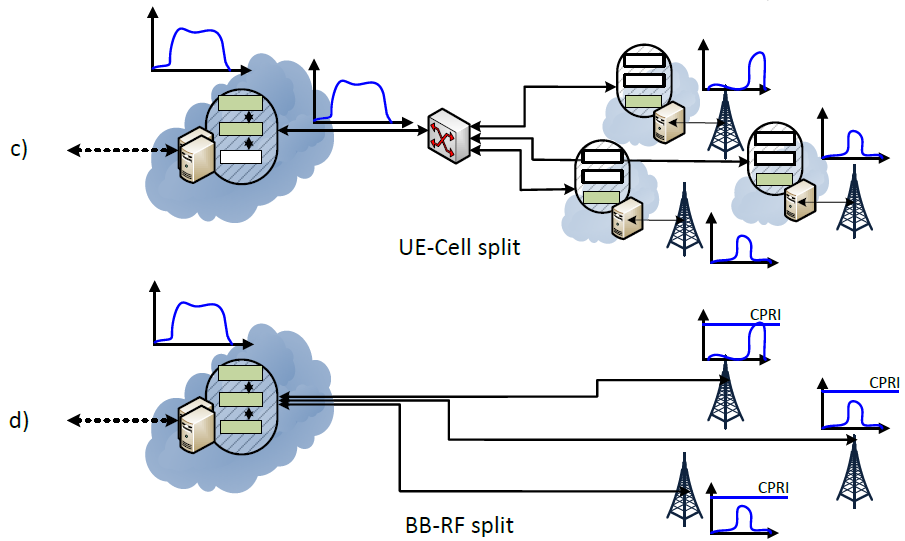 c)
UE-Cell split
CPRI
CPRI
d)
CPRI
BB-RF split